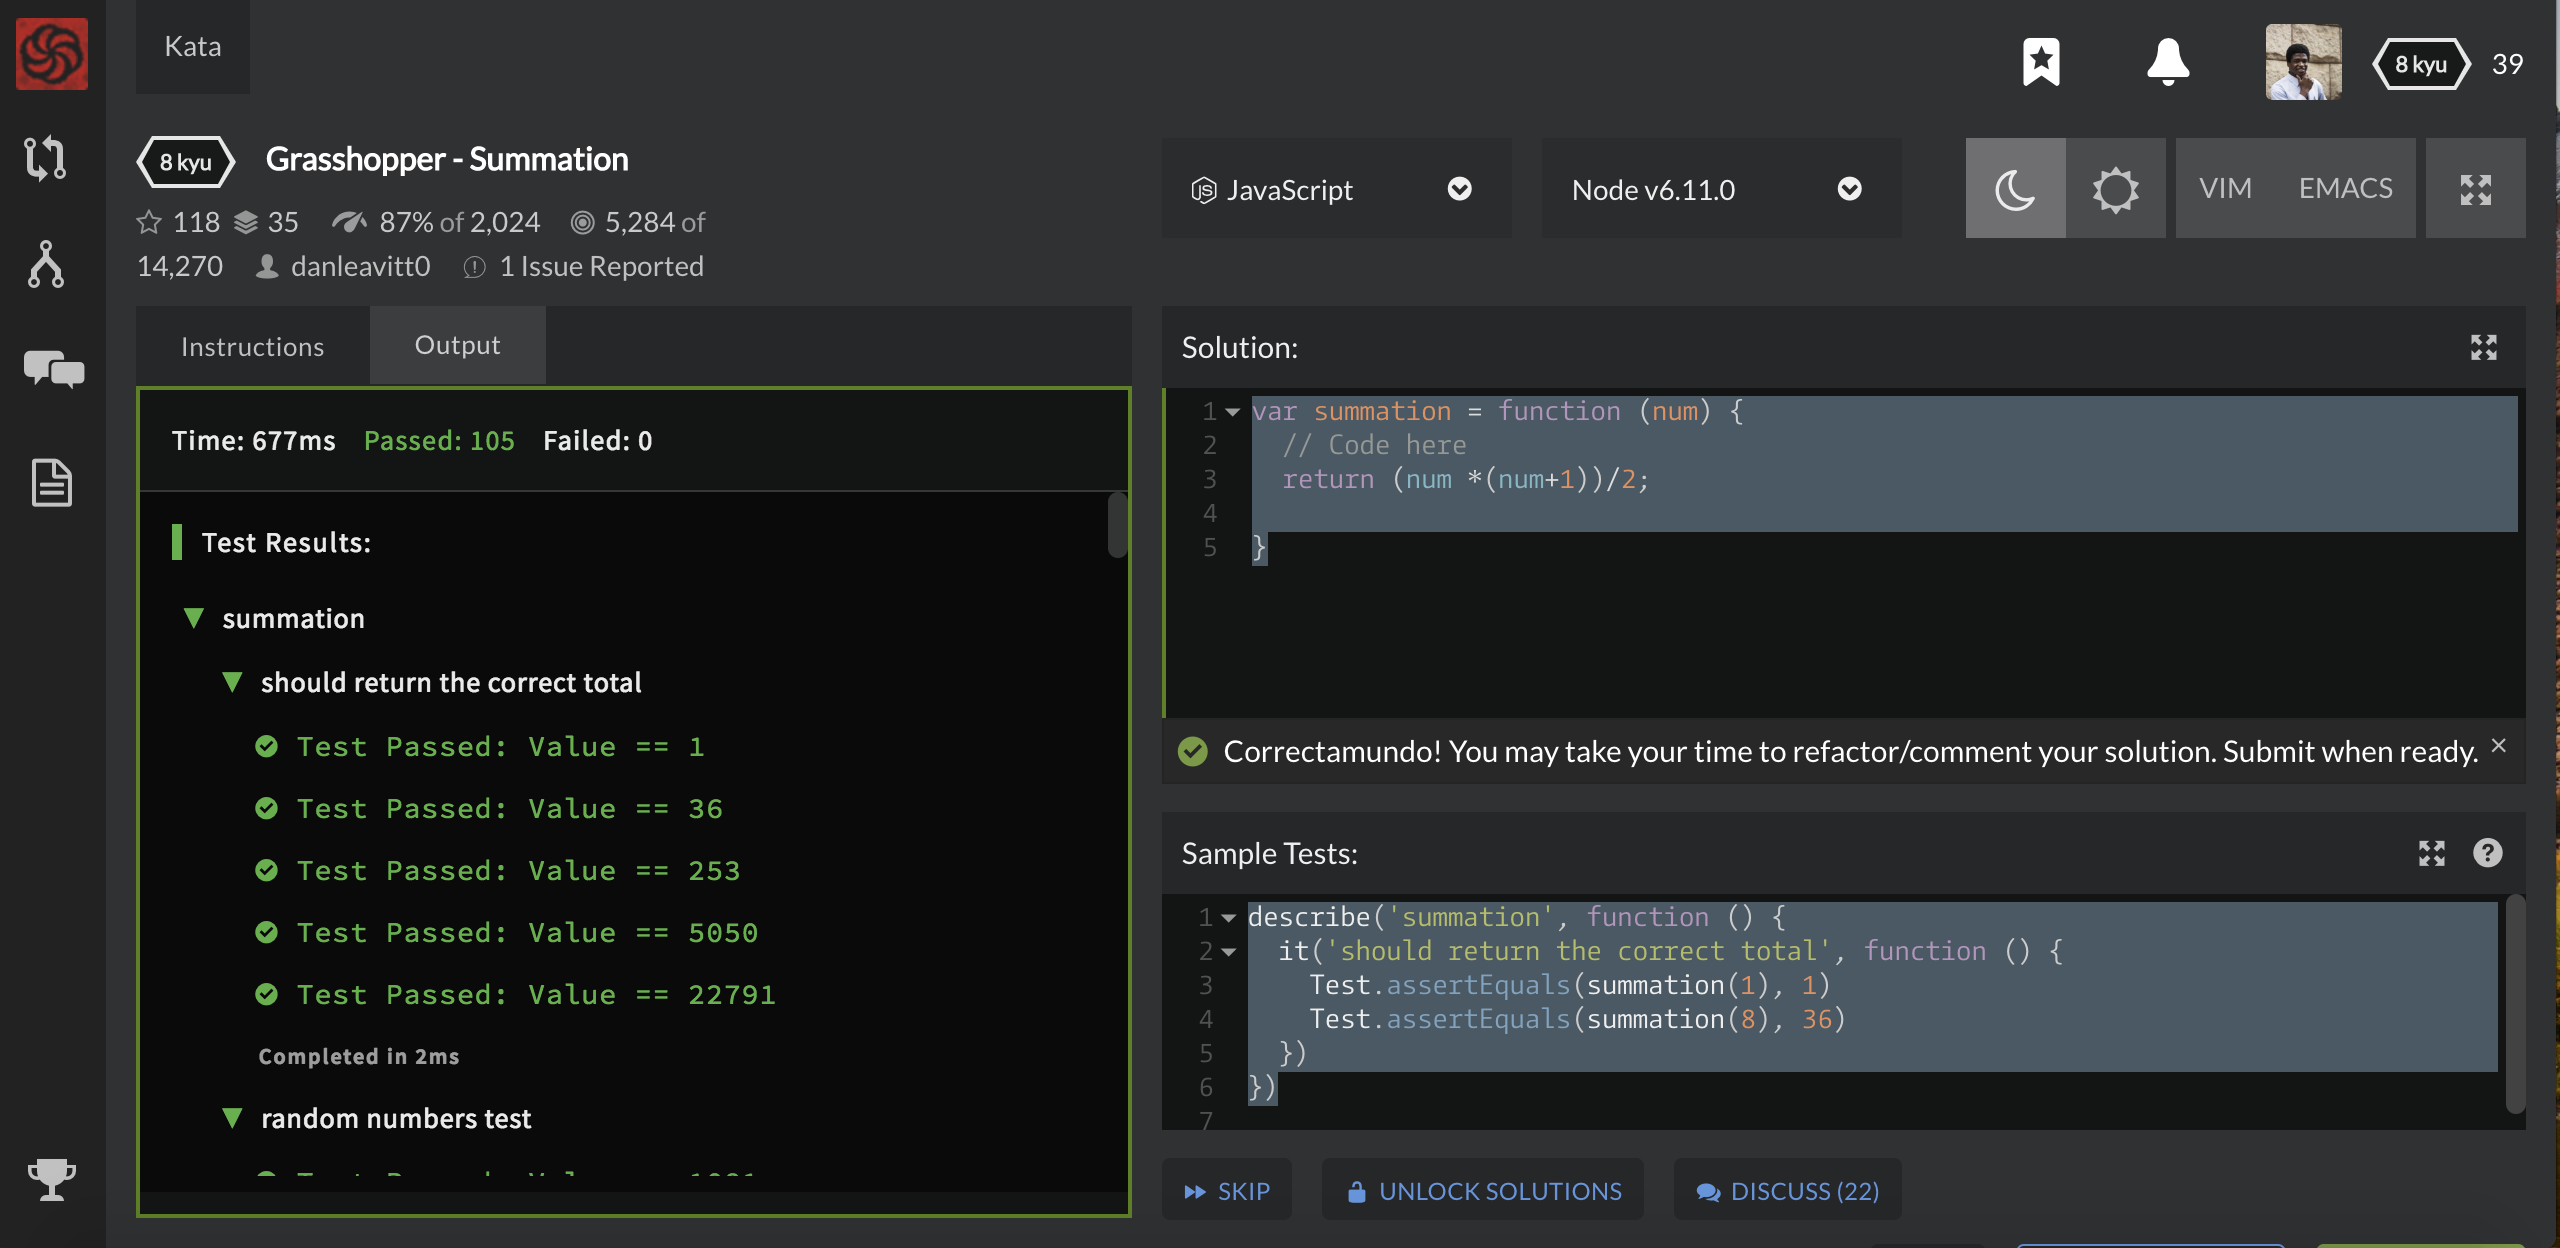 Kata
8 kyu 39
8 kyu Grasshopper - Summation
118 35 87% of 2,024 5,284 of
14,270 danleavitt0 1 Issue Reported
JavaScript Node v6.11.0 VIM EMACS
Instructions Output
Time: 677ms Passed: 105 Failed: 0
Test Results:
summation
should return the correct total
Test Passed: Value == 1
Test Passed: Value == 36
Test Passed: Value == 253
Test Passed: Value == 5050
Test Passed: Value == 22791
Completed in 2ms
random numbers test
Solution:
1 var summation = function (num) {
2 // Code here
3 return (num *(num+1))/2;
4
5 }
Correctamundo! You may take your time to refactor/comment your solution. Submit when ready. ×
Sample Tests:
1 describe('summation', function () {
2 it('should return the correct total', function () {
3 Test.assertEquals(summation(1), 1)
4 Test.assertEquals(summation(8), 36)
5 })
6 })
7
SKIP UNLOCK SOLUTIONS DISCUSS (22)